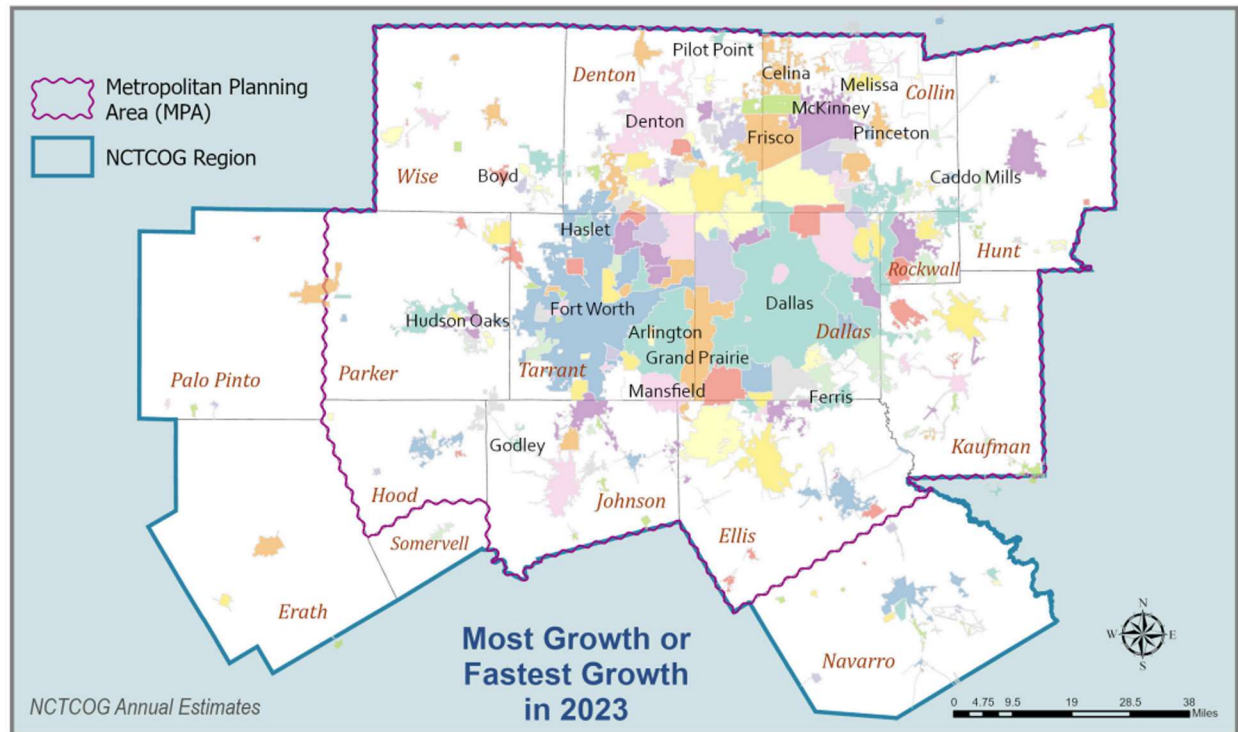 Metropolitan Planning
Area (MPA)
NCTCOG Region
Pilot Point
Denton
Celina
Melissa
Collin
McKinney
Denton
Frisco
Princeton
Wise
Boyd
Caddo Mills
Haslet
Hunt
Rockwall
Fort Worth
Dallas
Hudson Oaks
Arlington
Dallas
Grand Prairie
Palo Pinto
Parker
Tarrant
Mansfield
Ferris
Godley
Kaufman
Hood
Johnson
Ellis
Somervell
Erath
Most Growth or
Fastest Growth
in 2023
Navarro
N
W E
S
NCTCOG Annual Estimates
0 4.75 9.5 19 28.5 38
Miles